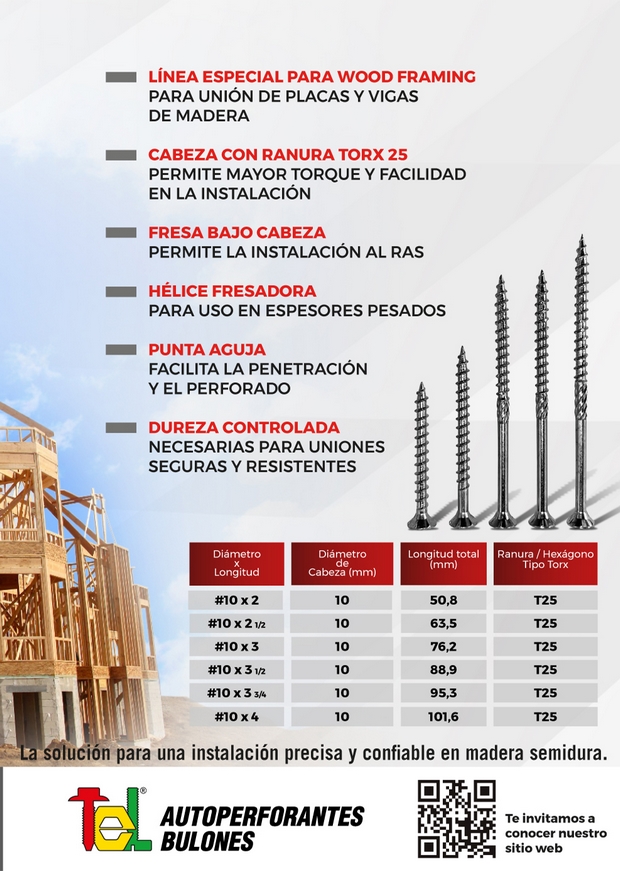 LÍNEA ESPECIAL PARA WOOD FRAMING
PARA UNIÓN DE PLACAS Y VIGAS
DE MADERA
CABEZA CON RANURA TORX 25
PERMITE MAYOR TORQUE Y FACILIDAD
EN LA INSTALACIÓN
FRESA BAJO CABEZA
PERMITE LA INSTALACIÓN AL RAS
HÉLICE FRESADORA
PARA USO EN ESPESORES PESADOS
PUNTA AGUJA
FACILITA LA PENETRACIÓN
Y EL PERFORADO
DUREZA CONTROLADA
NECESARIAS PARA UNIONES
SEGURAS Y RESISTENTES
Diámetro x Longitud Diámetro de Cabeza (mm) Longitud total (mm) Ranura / Hexágono Tipo Torx
#10 x 2 10 50,8 T25
#10 x 2 1/2 10 63,5 T25
#10 x 3 10 76,2 T25
#10 x 3 1/2 10 88,9 T25
#10 x 3 3/4 10 95,3 T25
#10 x 4 10 101,6 T25
La solución para una instalación precisa y confiable en madera semidura.
TEL®
AUTOPERFORANTES
BULONES
Te invitamos a
conocer nuestro
sitio web